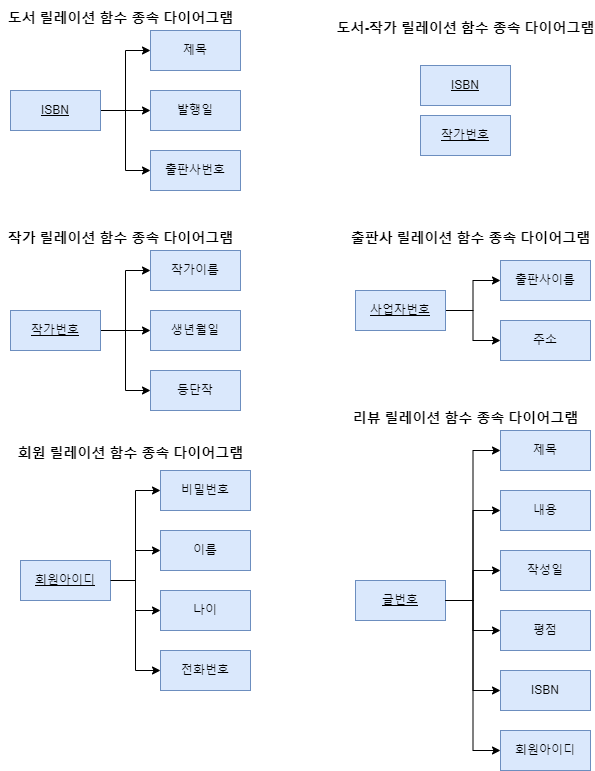 도서 릴레이션 함수 종속 다이어그램
ISBN
제목
발행일
출판사번호
도서-작가 릴레이션 함수 종속 다이어그램
ISBN
작가번호
작가 릴레이션 함수 종속 다이어그램
작가번호
작가이름
생년월일
등단작
출판사 릴레이션 함수 종속 다이어그램
사업자번호
출판사이름
주소
회원 릴레이션 함수 종속 다이어그램
회원아이디
비밀번호
이름
나이
전화번호
리뷰 릴레이션 함수 종속 다이어그램
글번호
제목
내용
작성일
평점
ISBN
회원아이디